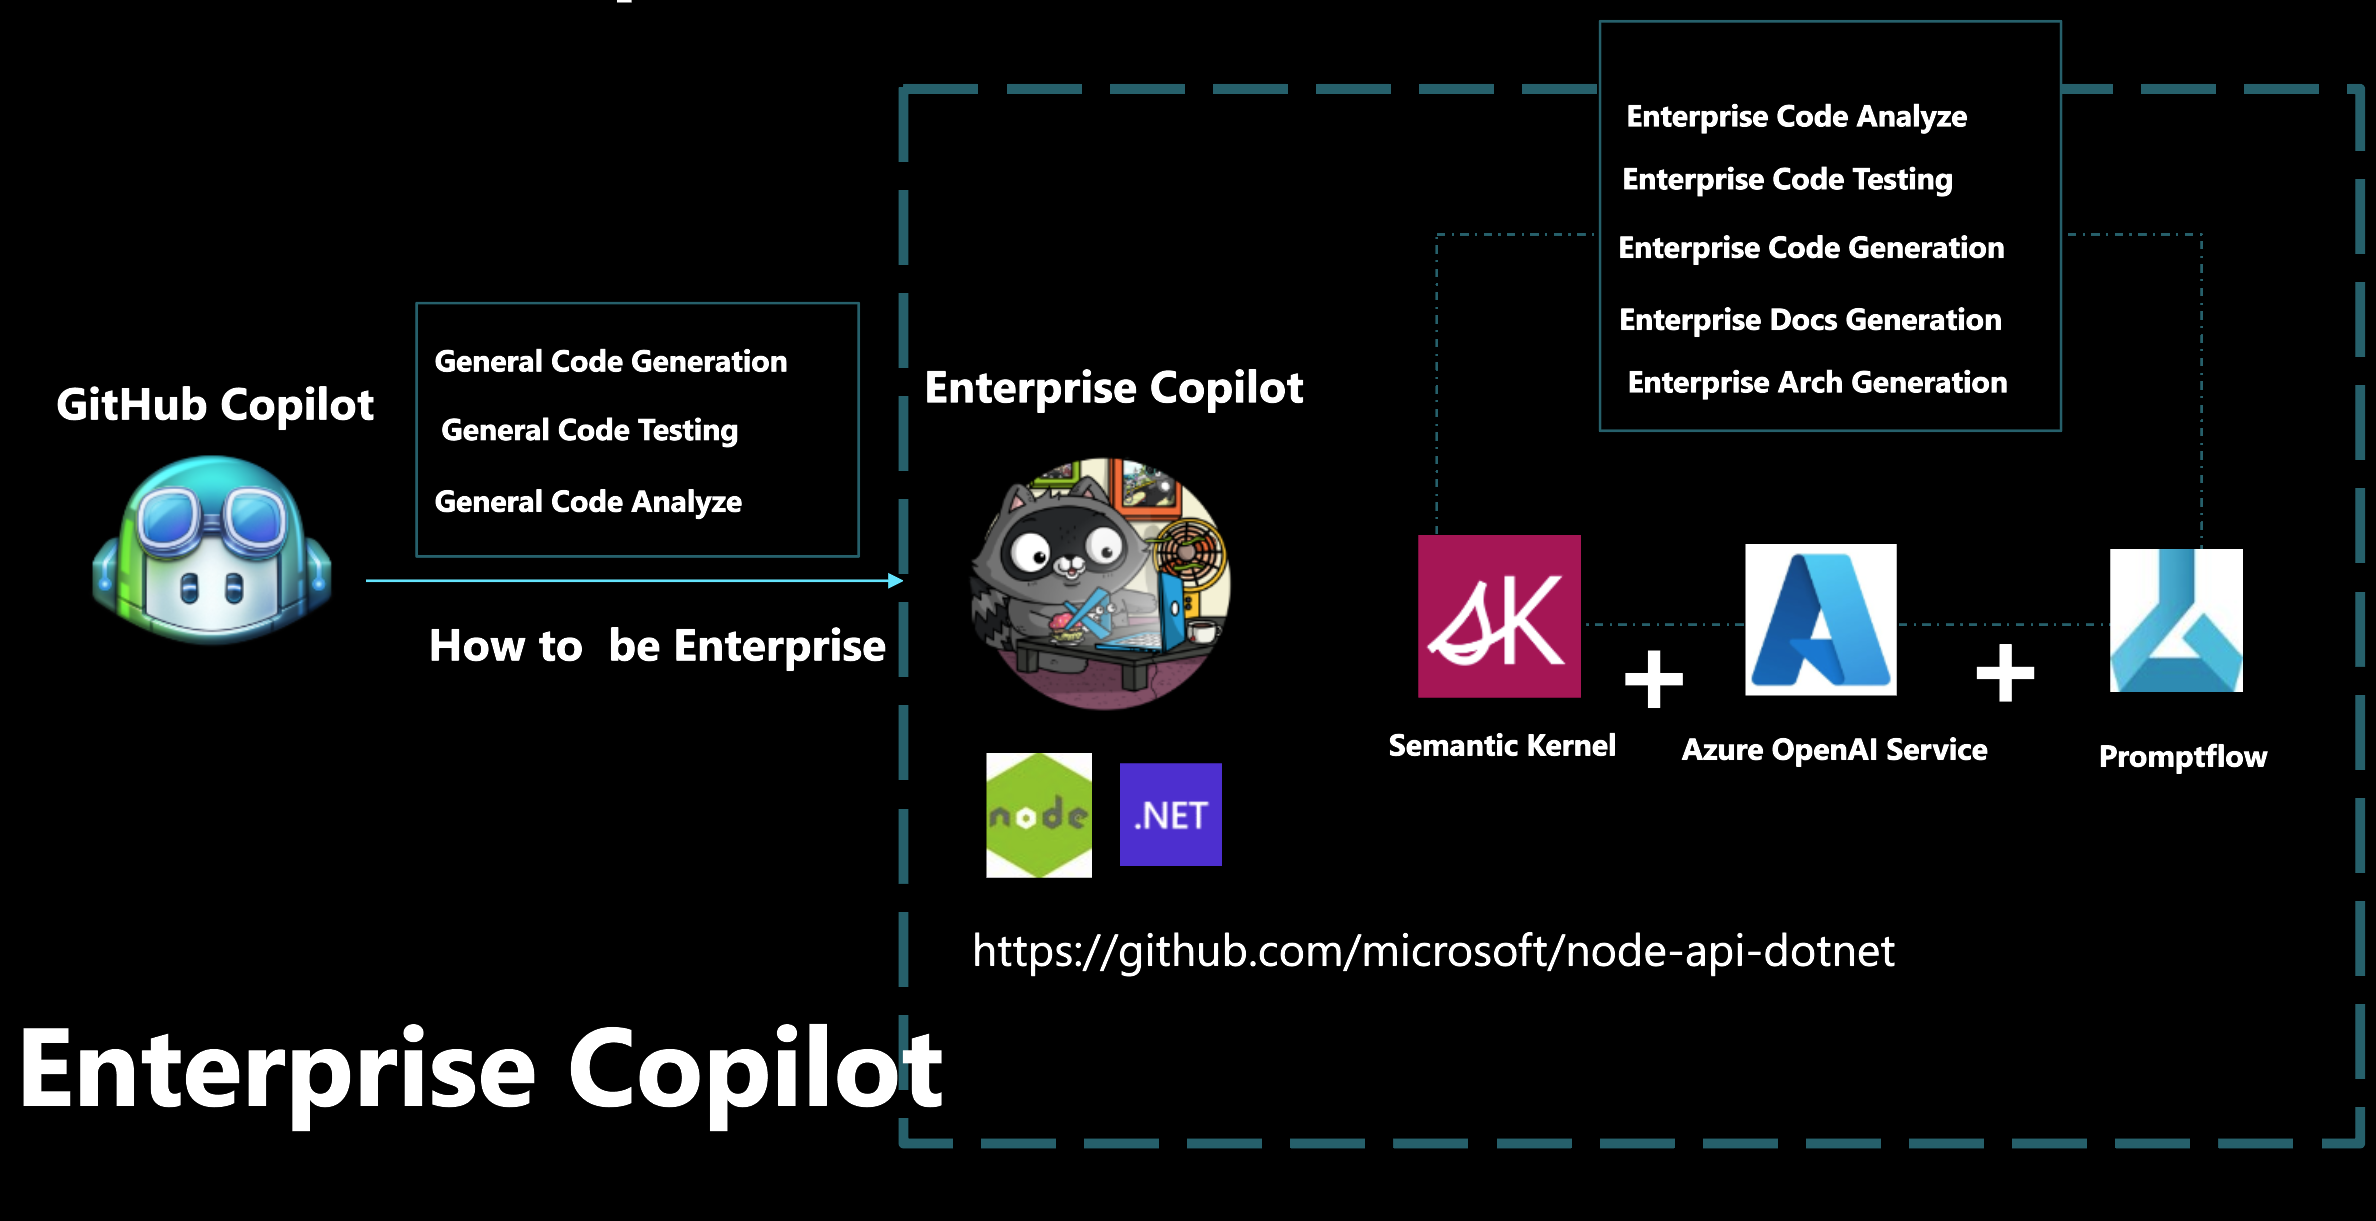 GitHub Copilot
General Code Generation
General Code Testing
General Code Analyze
How to  be Enterprise
Enterprise Copilot
Enterprise Code Analyze
Enterprise Code Testing
Enterprise Code Generation
Enterprise Docs Generation
Enterprise Arch Generation
SK
Semantic Kernel
+
Azure OpenAI Service
+
Promptflow
node
.NET
https://github.com/microsoft/node-api-dotnet
Enterprise Copilot